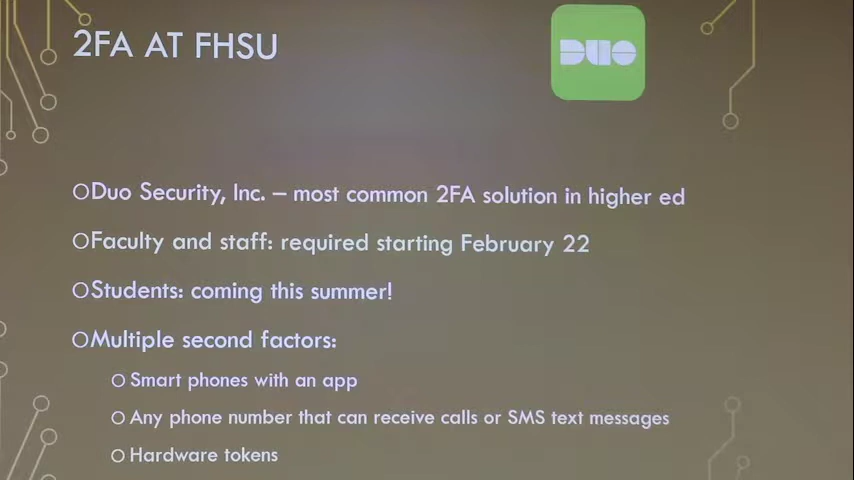 2FA AT FHSU
DUO
Duo Security, Inc. – most common 2FA solution in higher ed
Faculty and staff: required starting February 22
Students: coming this summer!
Multiple second factors:
Smart phones with an app
Any phone number that can receive calls or SMS text messages
Hardware tokens